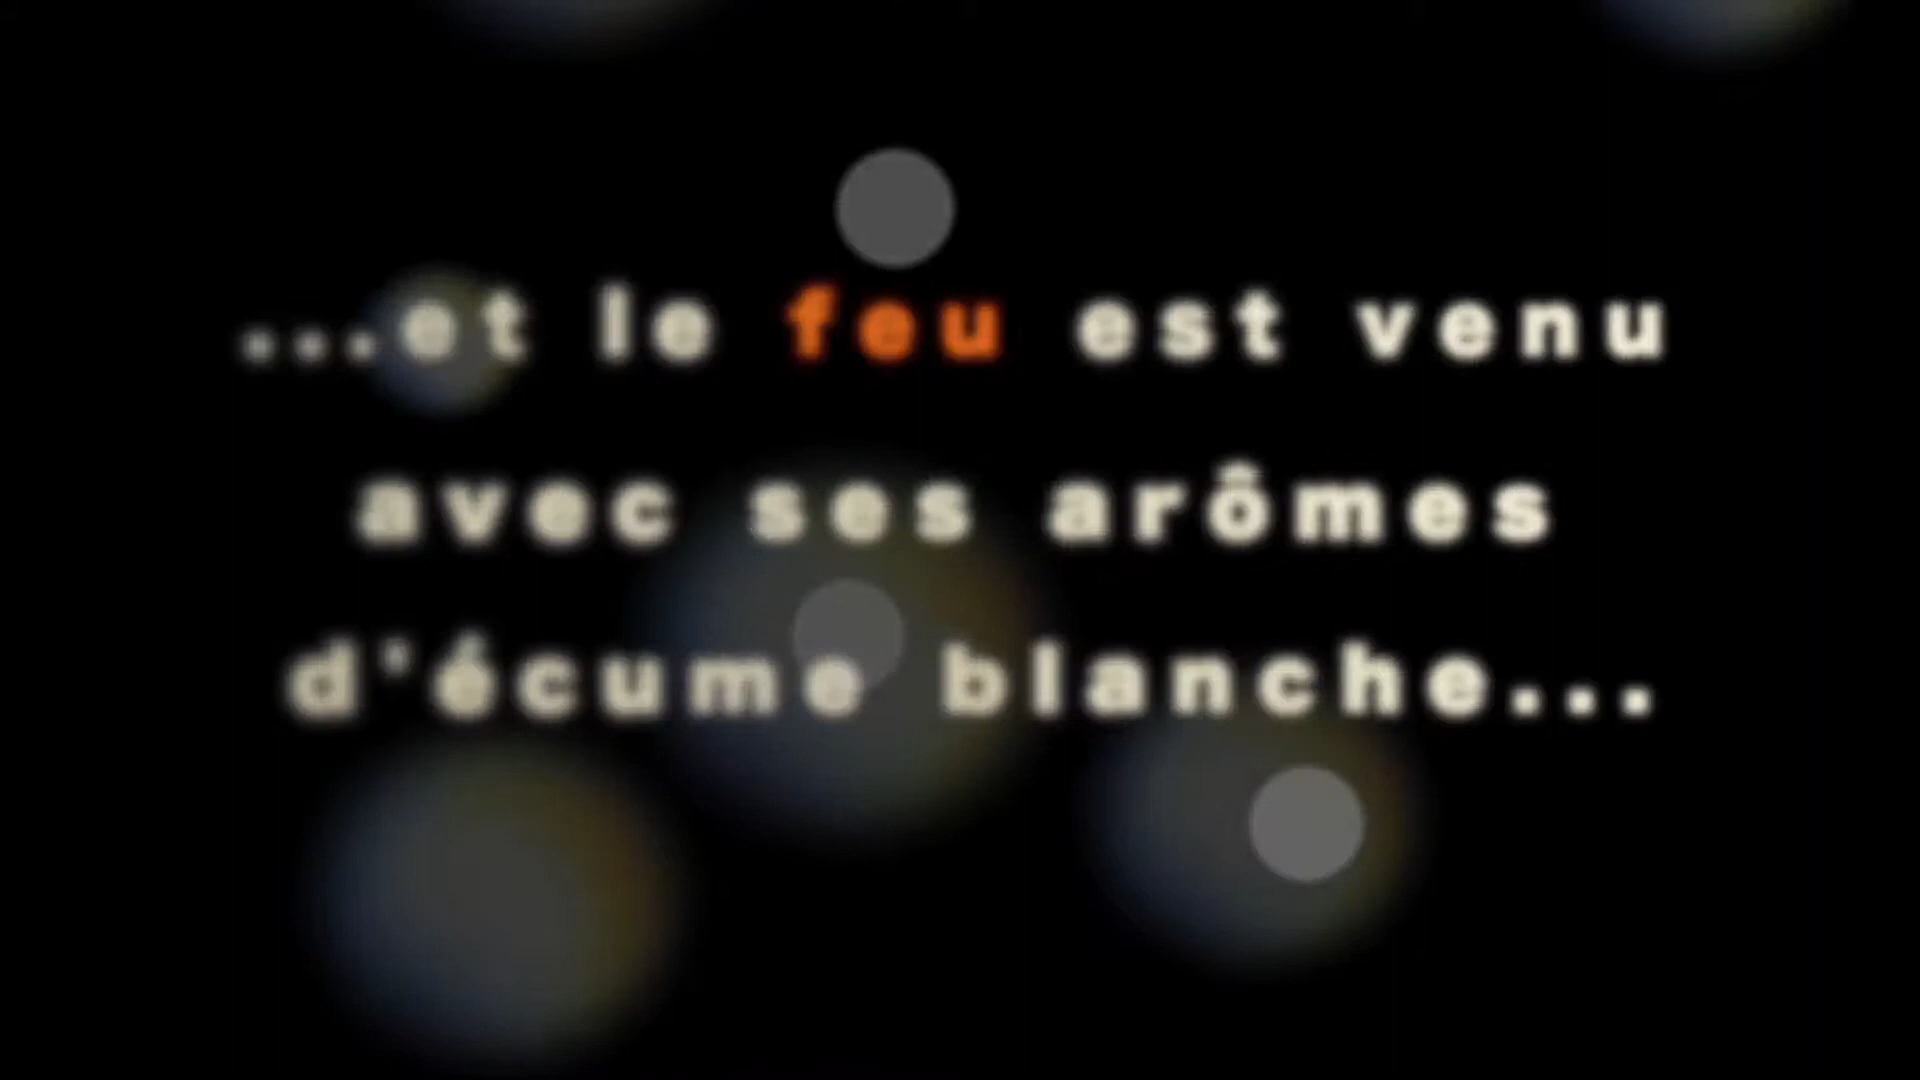 ...et le feu est venu
avec ses arômes
d'écume blanche...